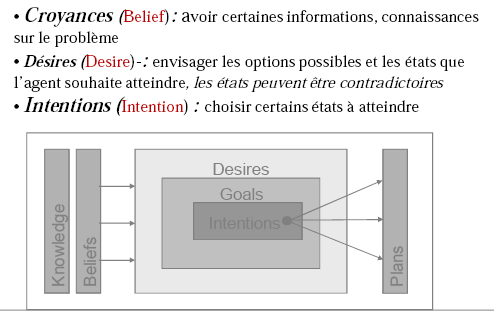 • Croyances (Belief) : avoir certaines informations, connaissances
sur le problème
• Désires (Desire)-: envisager les options possibles et les états que
l'agent souhaite atteindre, les états peuvent être contradictoires
• Intentions (Intention) : choisir certains états à atteindre
Knowledge
Beliefs
Desires
Goals
Intentions
Plans